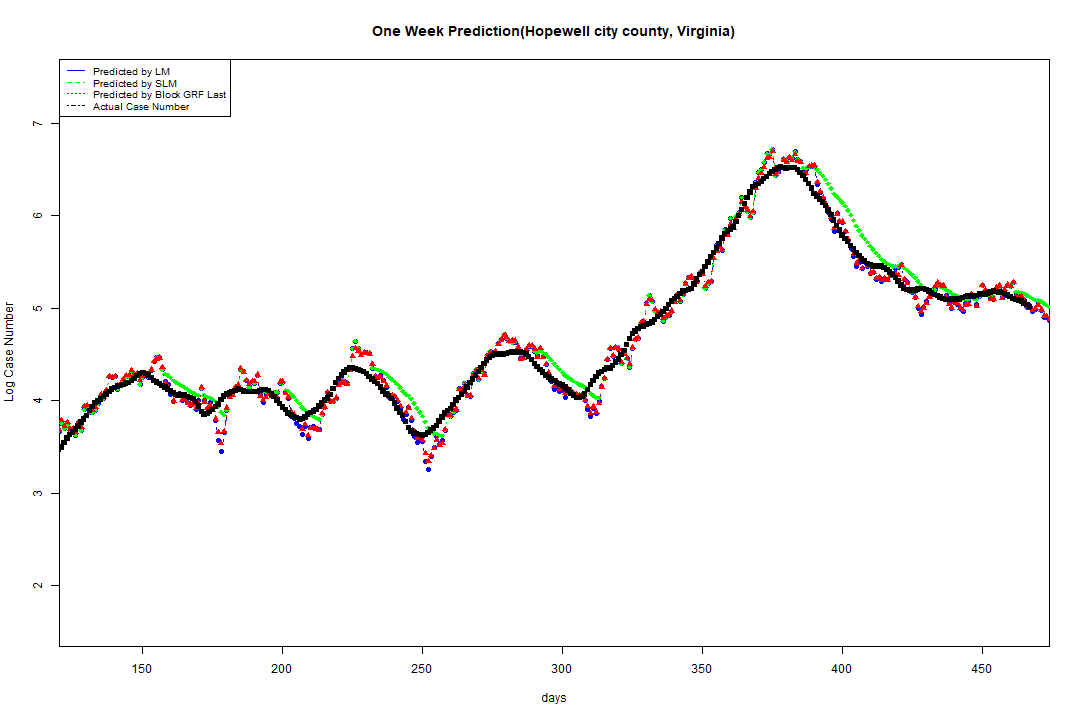 One Week Prediction(Hopewell city county, Virginia)
Predicted by LM
Predicted by SLM
Predicted by Block GRF Last
Actual Case Number
7
6
5
4
3
2
Log Case Number
150 200 250 300 350 400 450
days